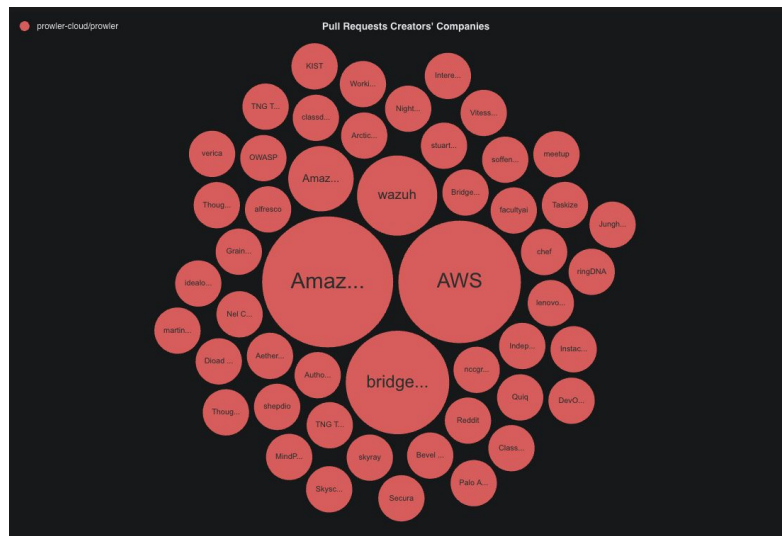 prowler-cloud/prowler
Pull Requests Creators' Companies
KIST
Worki...
Intere...
TNG T...
classd...
Night...
Vitess...
Arctic...
stuart...
verica
OWASP
soffen...
meetup
Amaz...
wazuh
Bridge...
Thoug...
alfresco
facultyai
Taskize
Jungh...
Grain...
chef
ringDNA
idealo...
Amaz...
AWS
lenovo...
martin...
Nel C...
Dioad ...
Aether...
Indep...
Instac...
Autho...
bridge...
nccgr...
Quiq
DevO...
Thoug...
shepdio
TNG T...
Reddit
MindP...
skyray
Bevel ...
Class...
Skysc...
Secura
Palo A...